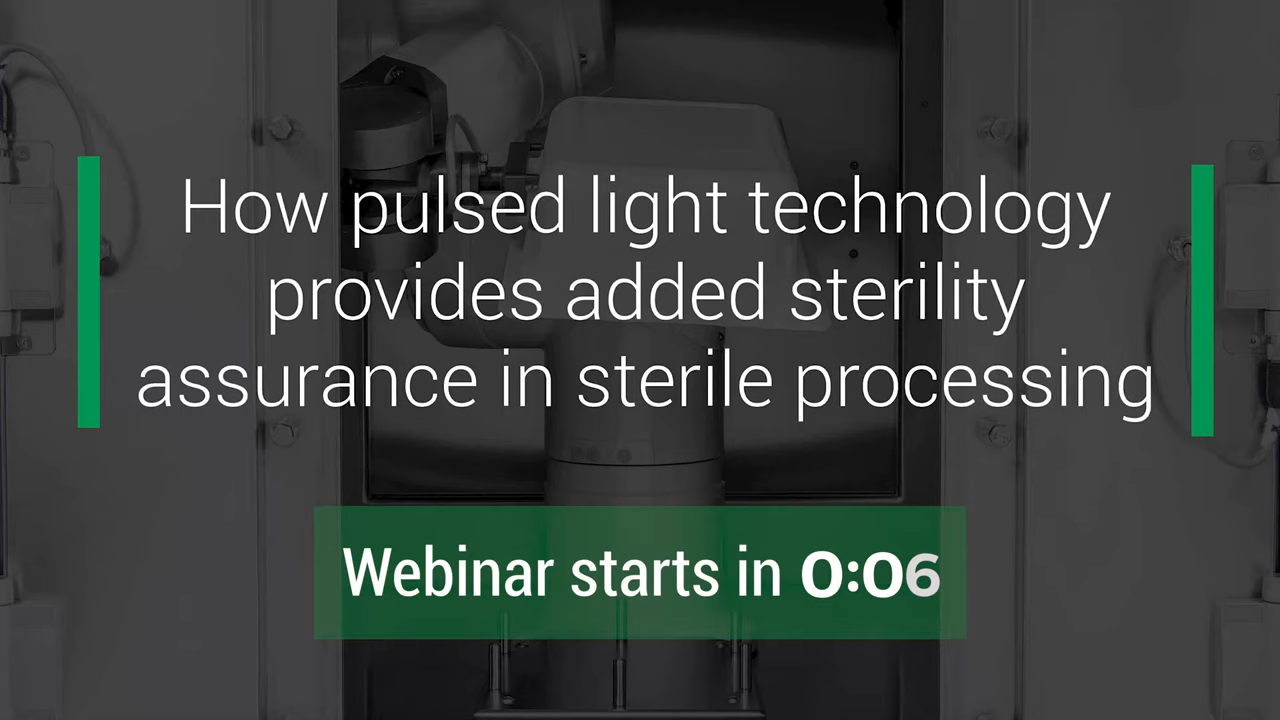 How pulsed light technology
provides added sterility
assurance in sterile processing
Webinar starts in 0:06